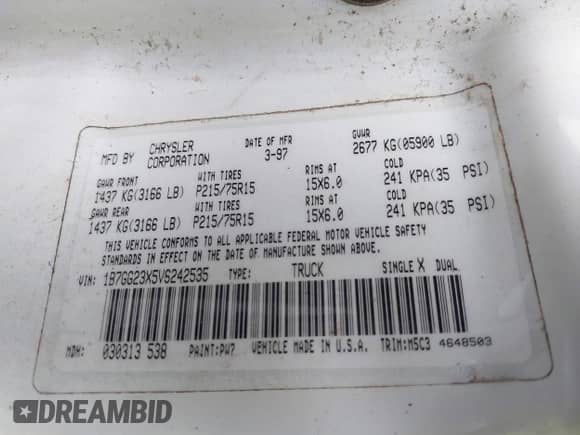 MFD BY CHRYSLER CORPORATION DATE OF MFR 3-97 GVWR 2677 KG(05900 LB)
GAWR FRONT WITH TIRES RIMS AT COLD
1437 KG(3166 LB) P215/75R15 15X6.0 241 KPA(35 PSI)
GAWR REAR WITH TIRES RIMS AT COLD
1437 KG(3166 LB) P215/75R15 15X6.0 241 KPA(35 PSI)
THIS VEHICLE CONFORMS TO ALL APPLICABLE FEDERAL MOTOR VEHICLE SAFETY
STANDARDS IN EFFECT ON THE DATE OF MANUFACTURE SHOWN ABOVE.
VIN: 1B7GG23X5VS242535 TYPE: TRUCK SINGLE X DUAL
MDH: 030313 538 PAINT:PW7 VEHICLE MADE IN U.S.A. TRIM:M5C3 4648503
DREAMBID